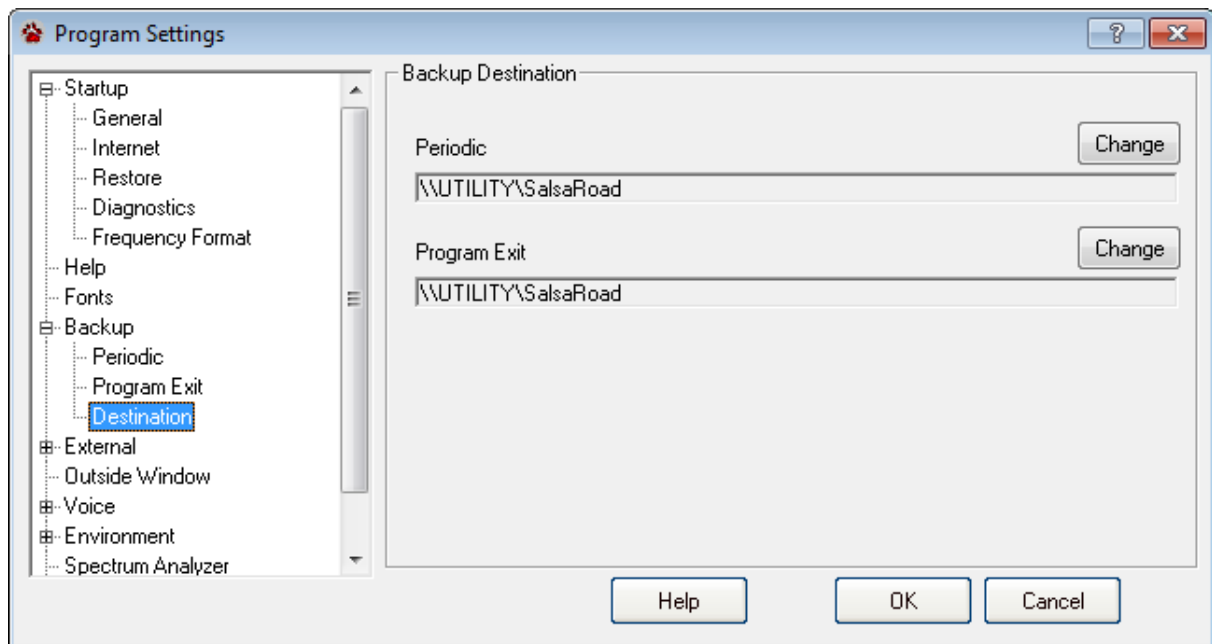 Program Settings
Startup
General
Internet
Restore
Diagnostics
Frequency Format
Help
Fonts
Backup
Periodic
Program Exit
Destination
External
Outside Window
Voice
Environment
Spectrum Analyzer
Backup Destination
Periodic
Change
\\UTILITY\SalsaRoad
Program Exit
Change
\\UTILITY\SalsaRoad
Help
OK
Cancel